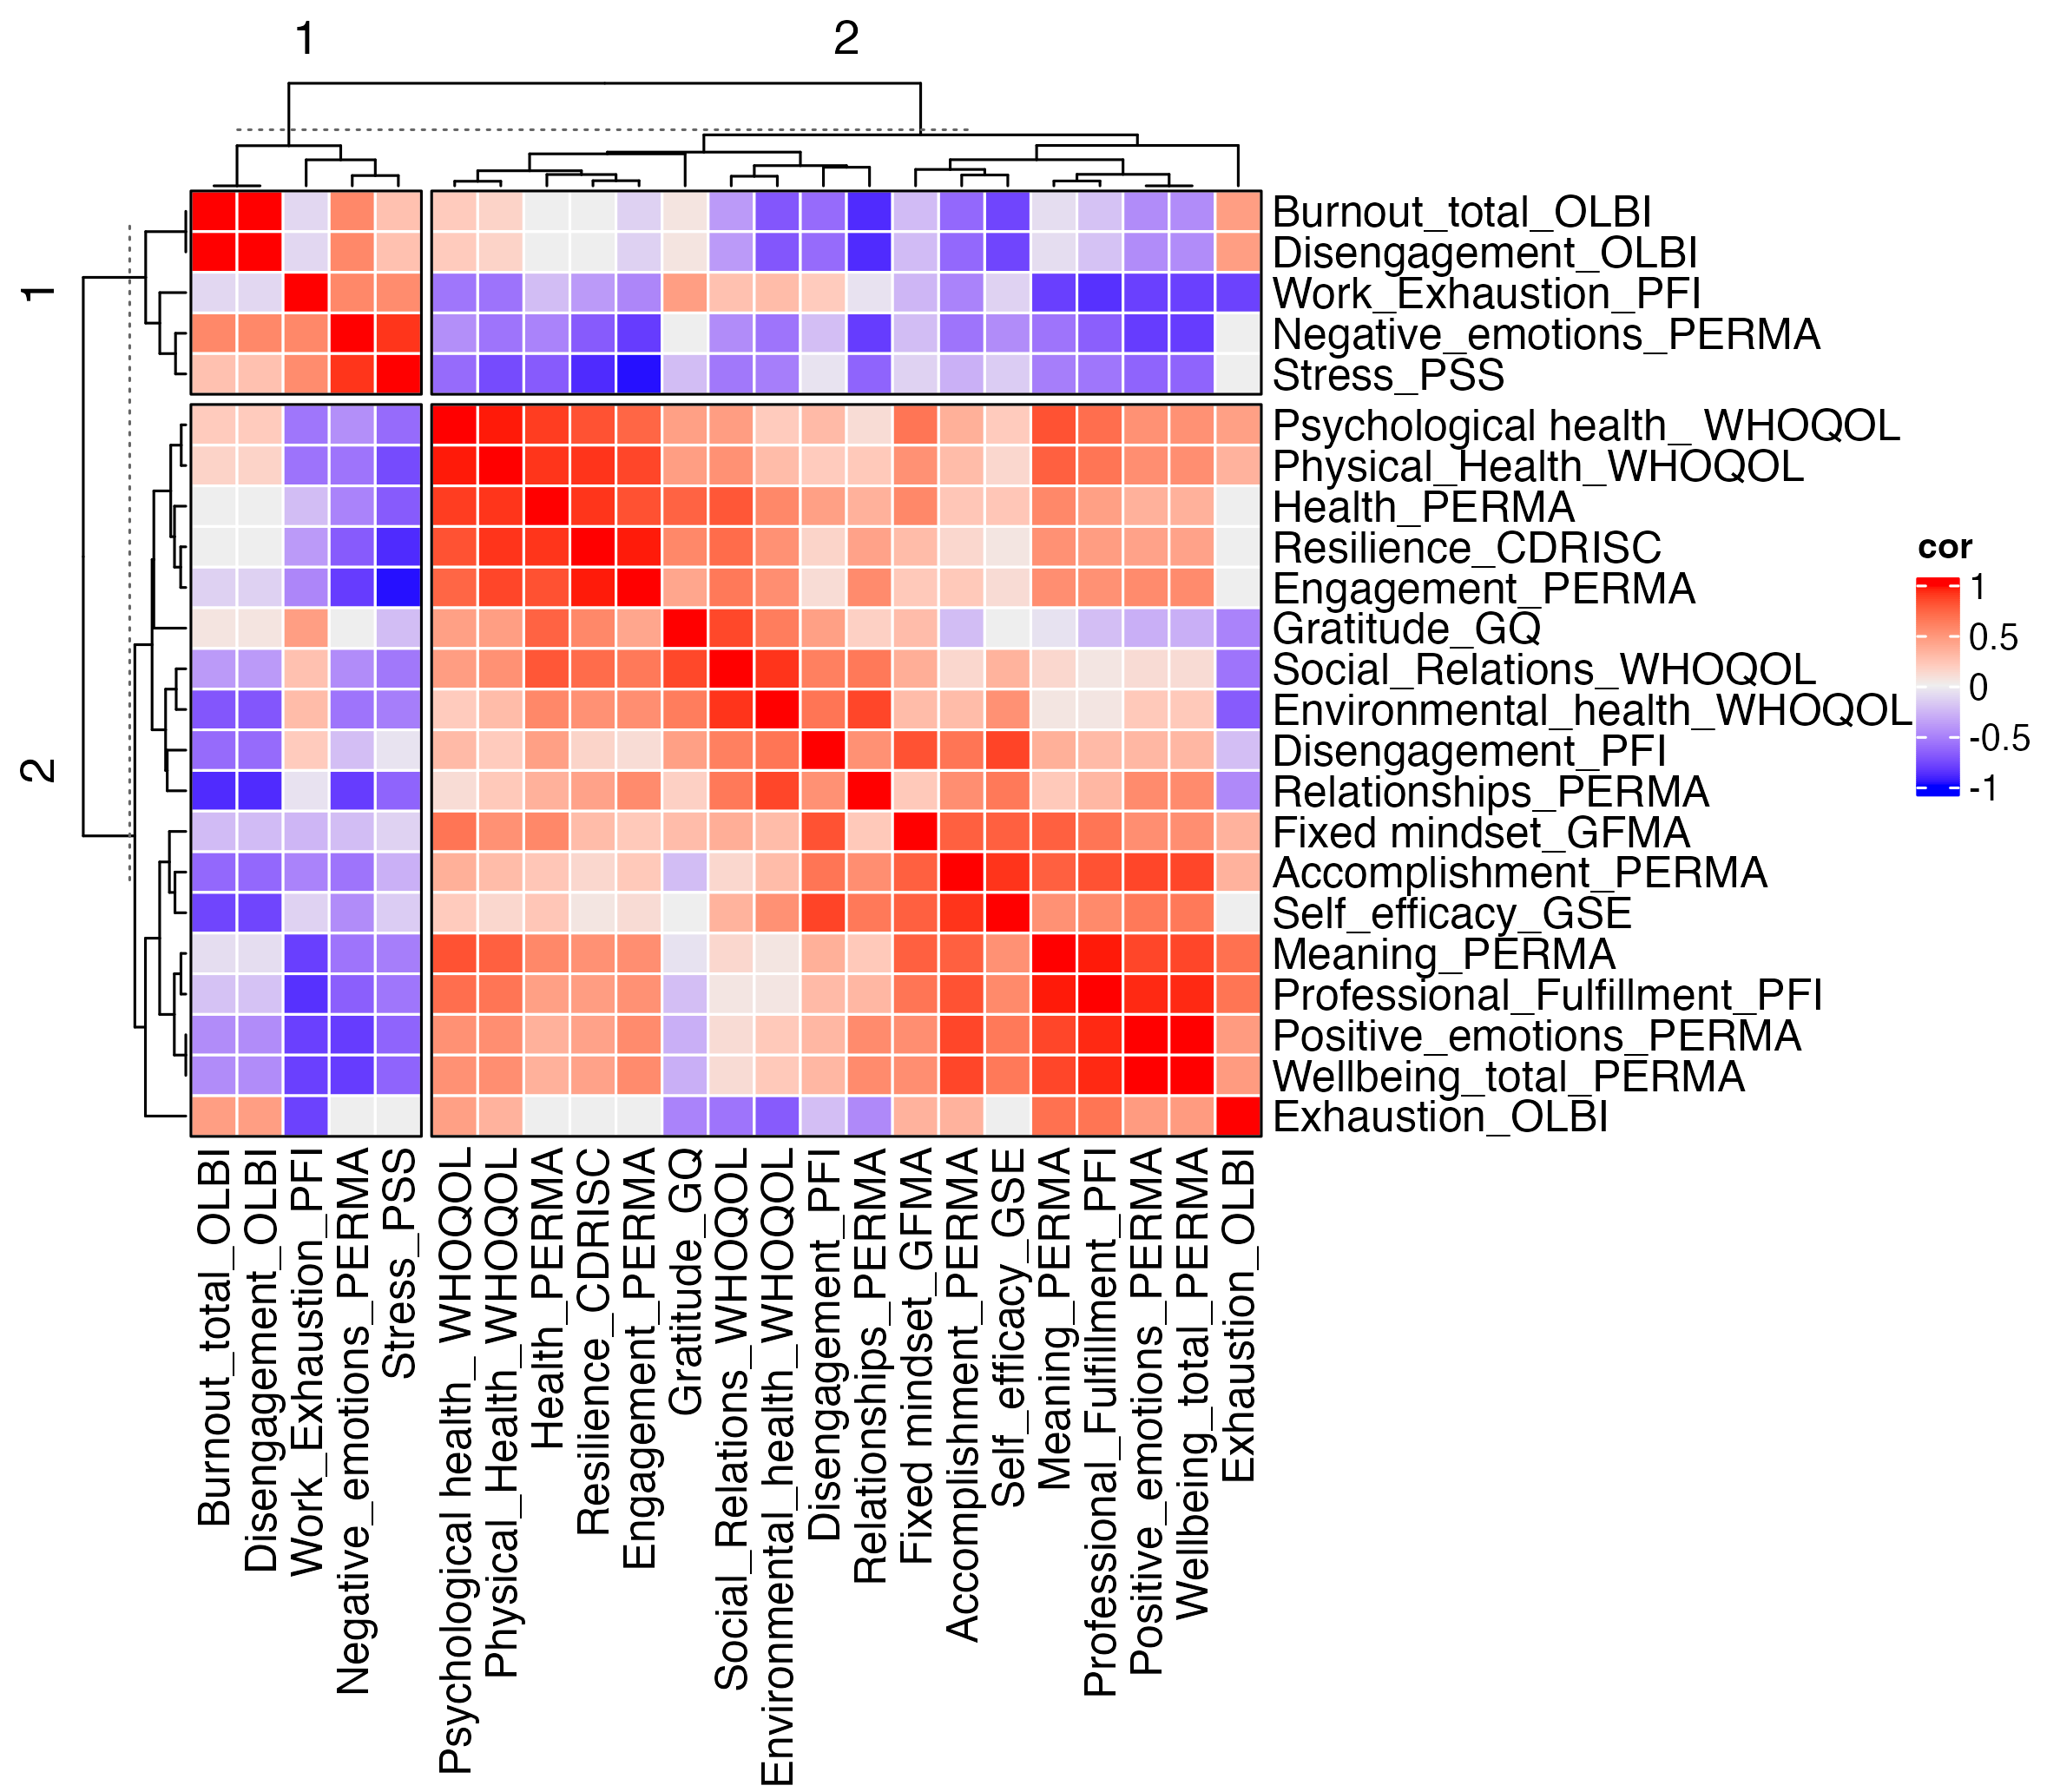 1
2
1
2
Burnout_total_OLBI
Disengagement_OLBI
Work_Exhaustion_PFI
Negative_emotions_PERMA
Stress_PSS
Psychological health_ WHOQOL
Physical_Health_WHOQOL
Health_PERMA
Resilience_CDRISC
Engagement_PERMA
Gratitude_GQ
Social_Relations_WHOQOL
Environmental_health_WHOQOL
Disengagement_PFI
Relationships_PERMA
Fixed mindset_GFMA
Accomplishment_PERMA
Self_efficacy_GSE
Meaning_PERMA
Professional_Fulfillment_PFI
Positive_emotions_PERMA
Wellbeing_total_PERMA
Exhaustion_OLBI
cor
1
0.5
0
-0.5
-1
Burnout_total_OLBI
Disengagement_OLBI
Work_Exhaustion_PFI
Negative_emotions_PERMA
Stress_PSS
Psychological health_ WHOQOL
Physical_Health_WHOQOL
Health_PERMA
Resilience_CDRISC
Engagement_PERMA
Gratitude_GQ
Social_Relations_WHOQOL
Environmental_health_WHOQOL
Disengagement_PFI
Relationships_PERMA
Fixed mindset_GFMA
Accomplishment_PERMA
Self_efficacy_GSE
Meaning_PERMA
Professional_Fulfillment_PFI
Positive_emotions_PERMA
Wellbeing_total_PERMA
Exhaustion_OLBI